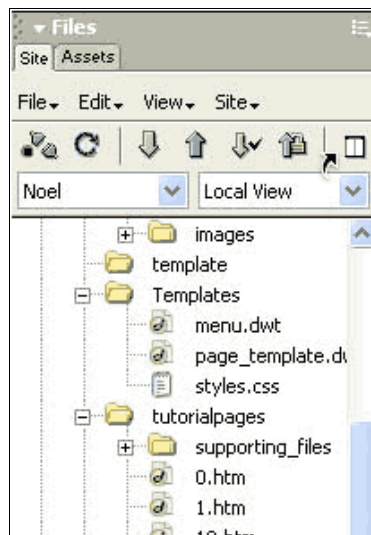 Files
Site Assets
File Edit View Site
Noel Local View
images
template
Templates
menu.dwt
page_template.d
styles.css
tutorialpages
supporting_files
0.htm
1.htm